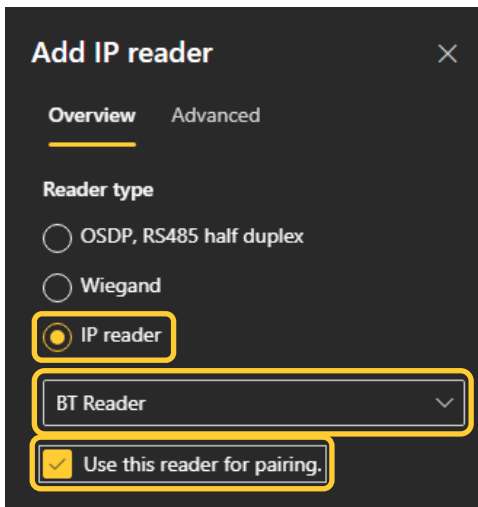 Add IP reader
Overview Advanced
Reader type
OSDP, RS485 half duplex
Wiegand
IP reader
BT Reader
Use this reader for pairing.